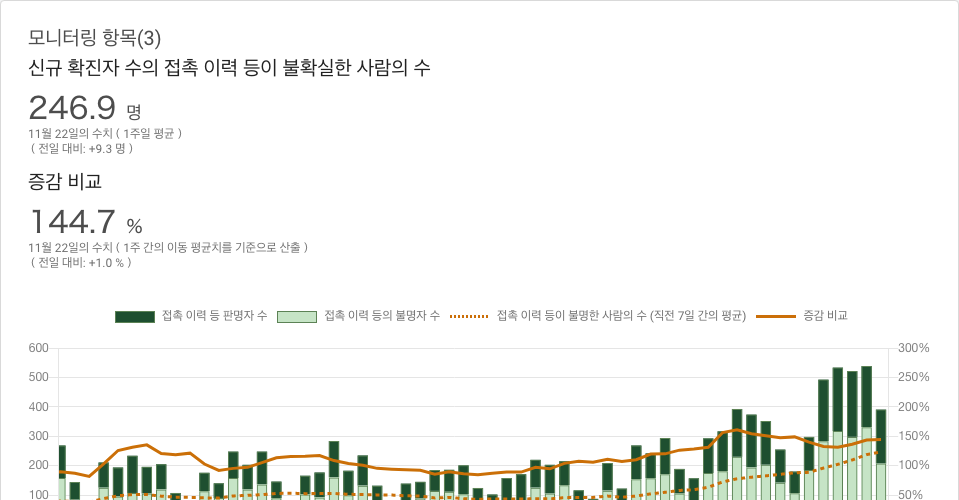 모니터링 항목(3)
신규 확진자 수의 접촉 이력 등이 불확실한 사람의 수
246.9 명
11월 22일의 수치 ( 1주일 평균 )
( 전일 대비: +9.3 명 )
증감 비교
144.7 %
11월 22일의 수치 ( 1주 간의 이동 평균치를 기준으로 산출 )
( 전일 대비: +1.0 % )
접촉 이력 등 판명자 수 접촉 이력 등의 불명자 수 접촉 이력 등이 불명한 사람의 수 (직전 7일 간의 평균) 증감 비교
600 300%
500 250%
400 200%
300 150%
200 100%
100 50%